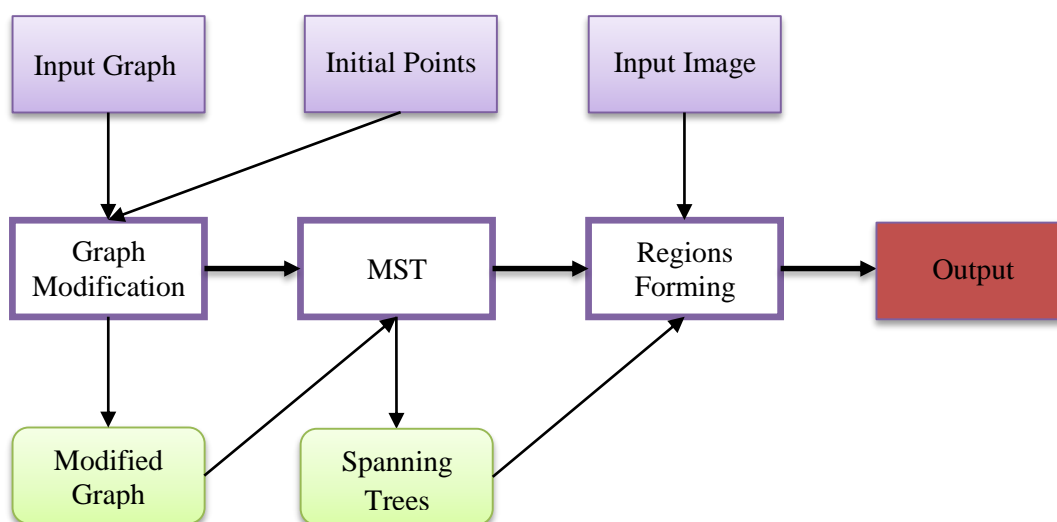 Input Graph
Initial Points
Input Image
Graph
Modification
MST
Regions
Forming
Output
Modified
Graph
Spanning
Trees